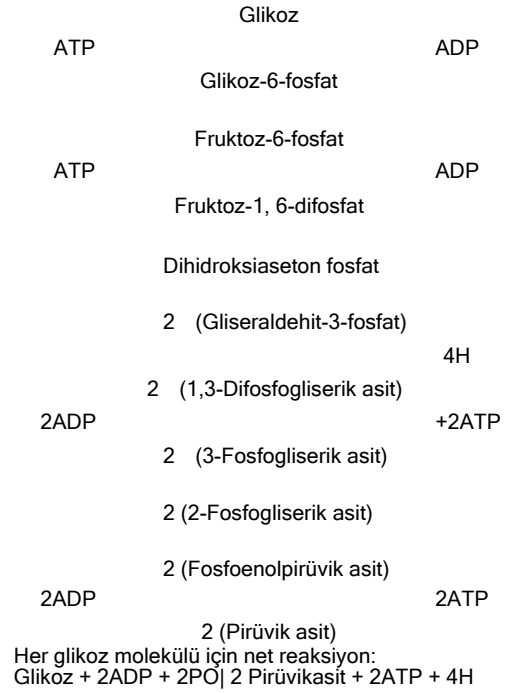 Glikoz
ATP ADP
Glikoz-6-fosfat
Fruktoz-6-fosfat
ATP ADP
Fruktoz-1, 6-difosfat
Dihidroksiaseton fosfat
2 (Gliseraldehit-3-fosfat)
4H
2 (1,3-Difosfogliserik asit)
2ADP +2ATP
2 (3-Fosfogliserik asit)
2 (2-Fosfogliserik asit)
2 (Fosfoenolpirüvik asit)
2ADP 2ATP
2 (Pirüvik asit)
Her glikoz molekülü için net reaksiyon:
Glikoz + 2ADP + 2PO| 2 Pirüvikasit + 2ATP + 4H